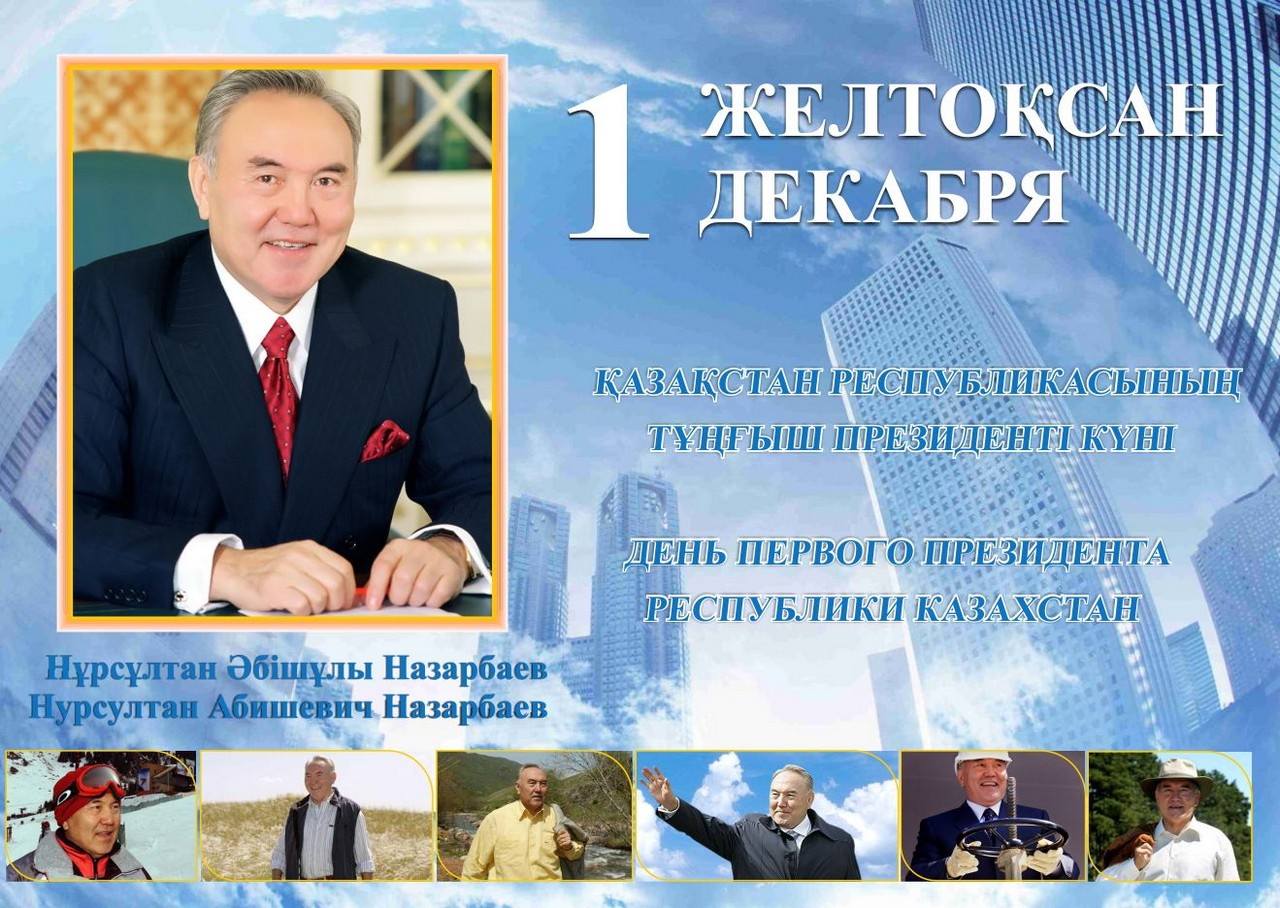 1 ЖЕЛТОҚСАН
ДЕКАБРЯ
ҚАЗАҚСТАН РЕСПУБЛИКАСЫНЫҢ
ТҰҢҒЫШ ПРЕЗИДЕНТІ КҮНІ
ДЕНЬ ПЕРВОГО ПРЕЗИДЕНТА
РЕСПУБЛИКИ КАЗАХСТАН
Нұрсұлтан Әбішұлы Назарбаев
Нурсултан Абишевич Назарбаев